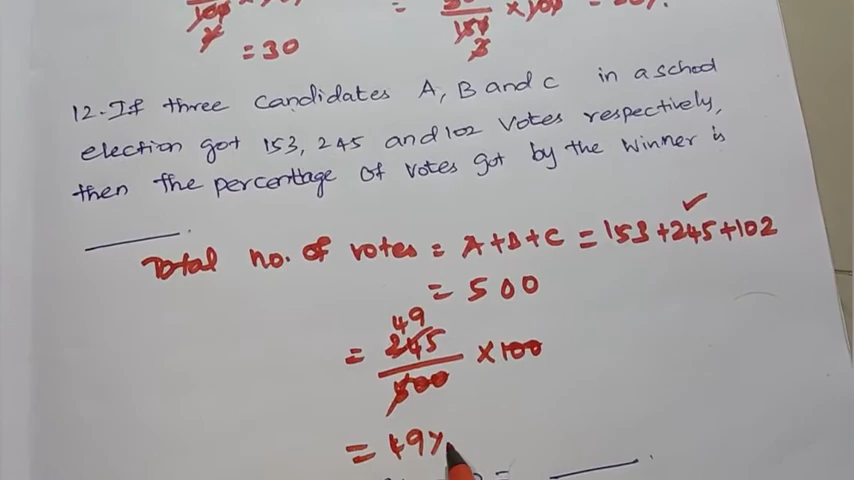 = 30
12. If three candidates A, B and C in a school
election got 153, 245 and 102 votes respectively,
then the percentage of votes got by the winner is
________.
Total no. of votes = A+B+C = 153+245+102
= 500
49
= 245/500 ×100
= 49%